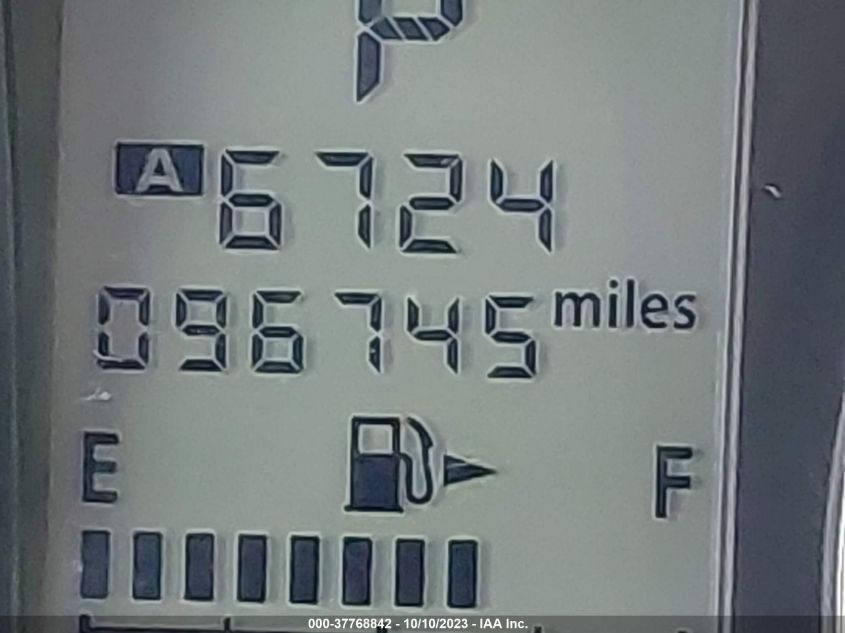 P
A 6724
096745 miles
E F
000-37768842 - 10/10/2023 - IAA Inc.